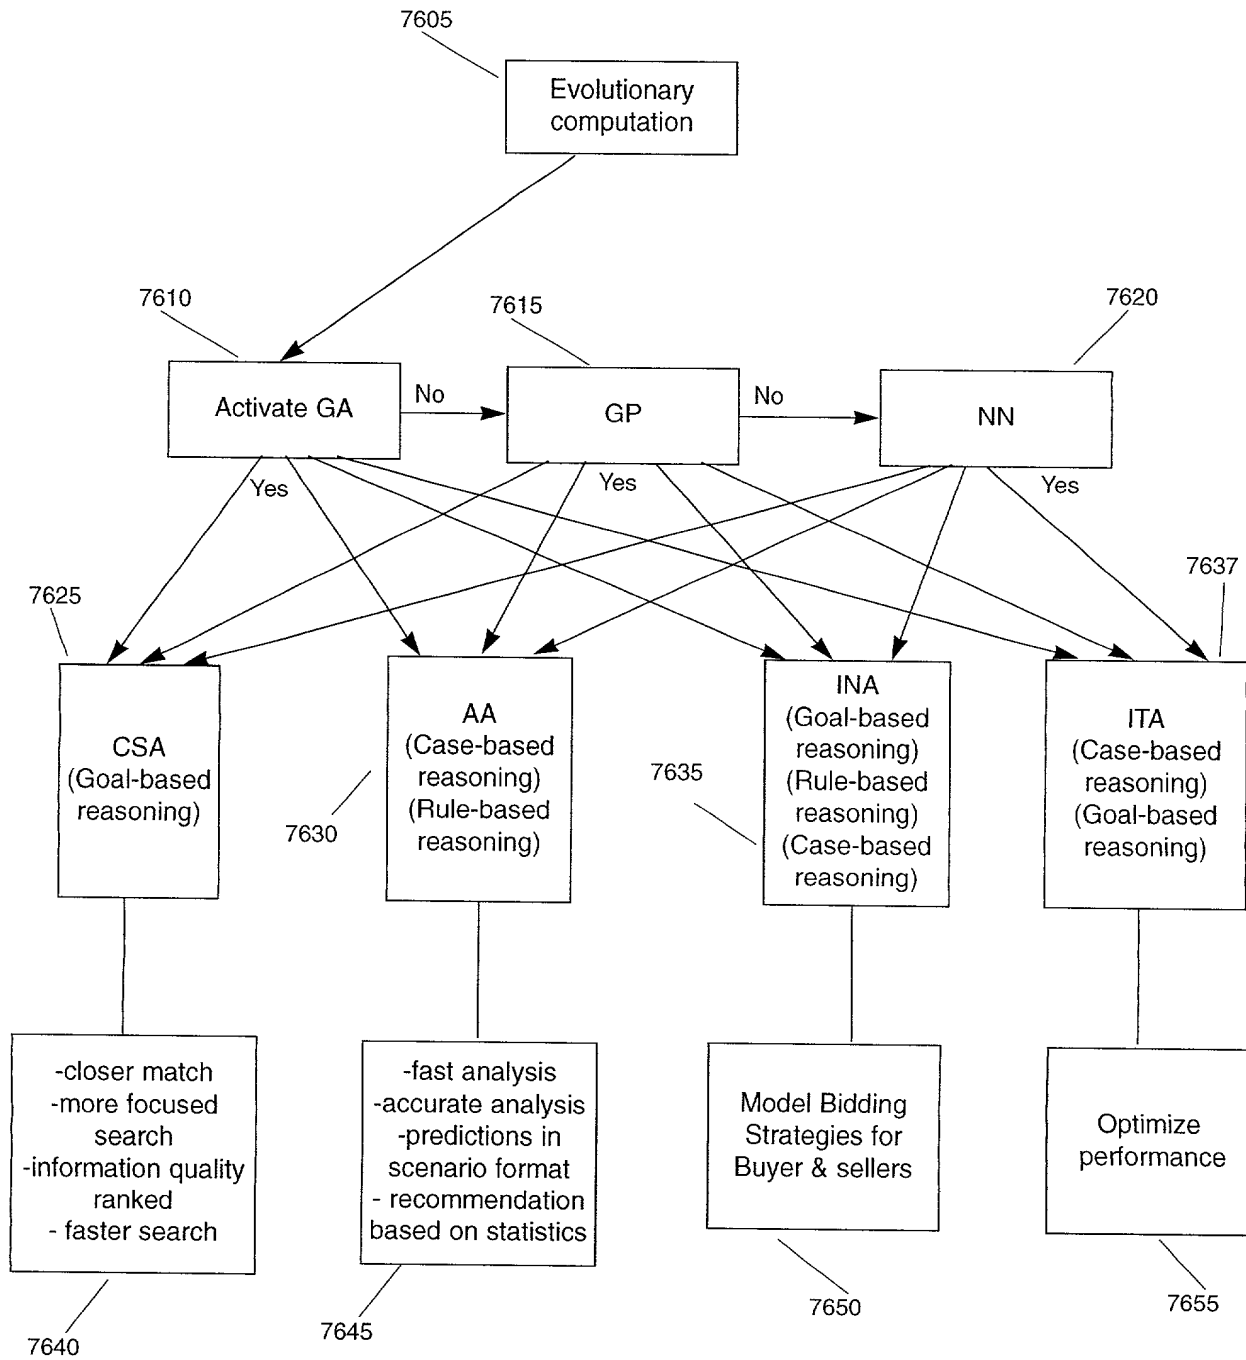 7605
Evolutionary
computation
7610
7615
7620
Activate GA
No
GP
No
NN
Yes
Yes
Yes
7625
7637
CSA
(Goal-based
reasoning)
AA
(Case-based
reasoning)
(Rule-based
reasoning)
7630
INA
(Goal-based
reasoning)
(Rule-based
reasoning)
(Case-based
reasoning)
7635
ITA
(Case-based
reasoning)
(Goal-based
reasoning)
-closer match
-more focused
search
-information quality
ranked
- faster search
-fast analysis
-accurate analysis
-predictions in
scenario format
- recommendation
based on statistics
Model Bidding
Strategies for
Buyer & sellers
Optimize
performance
7640
7645
7650
7655